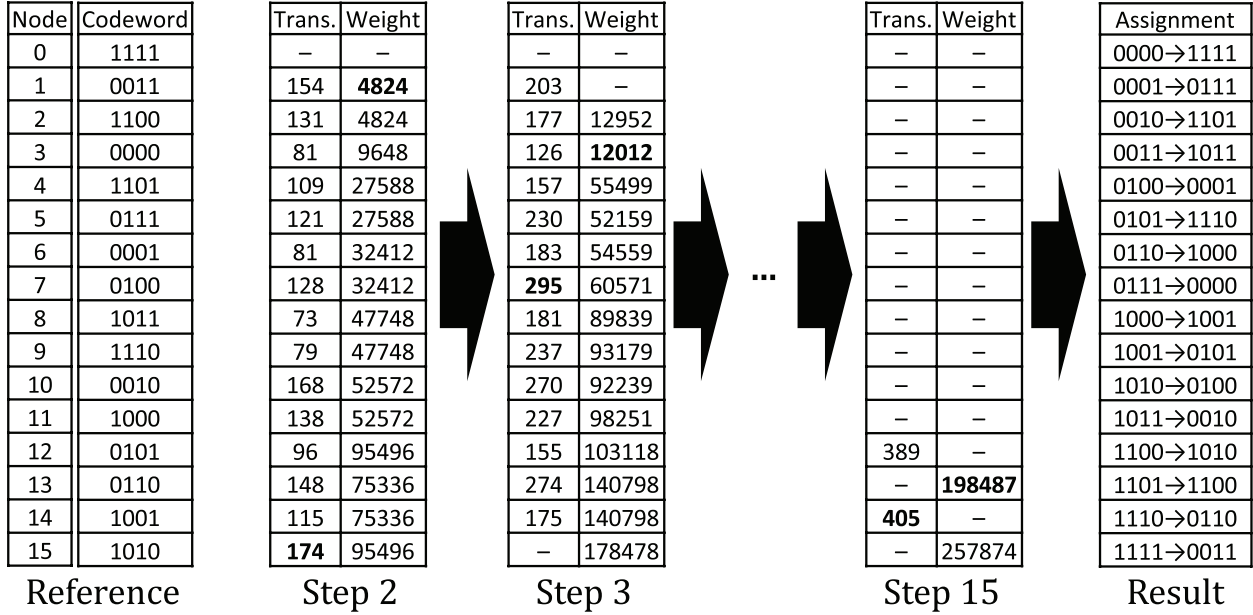 Node Codeword Trans. Weight Trans. Weight Trans. Weight Assignment
0 1111 – – – – – – 0000→1111
1 0011 154 4824 203 – – – 0001→0111
2 1100 131 4824 177 12952 – – 0010→1101
3 0000 81 9648 126 12012 – – 0011→1011
4 1101 109 27588 157 55499 – – 0100→0001
5 0111 121 27588 230 52159 – – 0101→1110
6 0001 81 32412 183 54559 – – 0110→1000
7 0100 128 32412 295 60571 ... – – 0111→0000
8 1011 73 47748 181 89839 – – 1000→1001
9 1110 79 47748 237 93179 – – 1001→0101
10 0010 168 52572 270 92239 – – 1010→0100
11 1000 138 52572 227 98251 – – 1011→0010
12 0101 96 95496 155 103118 389 – 1100→1010
13 0110 148 75336 274 140798 – 198487 1101→1100
14 1001 115 75336 175 140798 405 – 1110→0110
15 1010 174 95496 – 178478 – 257874 1111→0011
Reference Step 2 Step 3 Step 15 Result